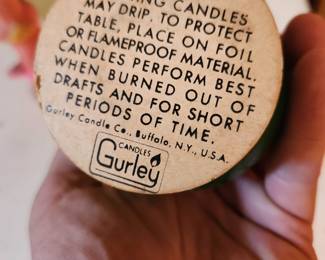 CANDLES
MAY DRIP. TO PROTECT
TABLE, PLACE ON FOIL
OR FLAMEPROOF MATERIAL.
CANDLES PERFORM BEST
WHEN BURNED OUT OF
DRAFTS AND FOR SHORT
PERIODS OF TIME.
Gurley Candle Co., Buffalo, N.Y., U.S.A.
CANDLES
Gurley